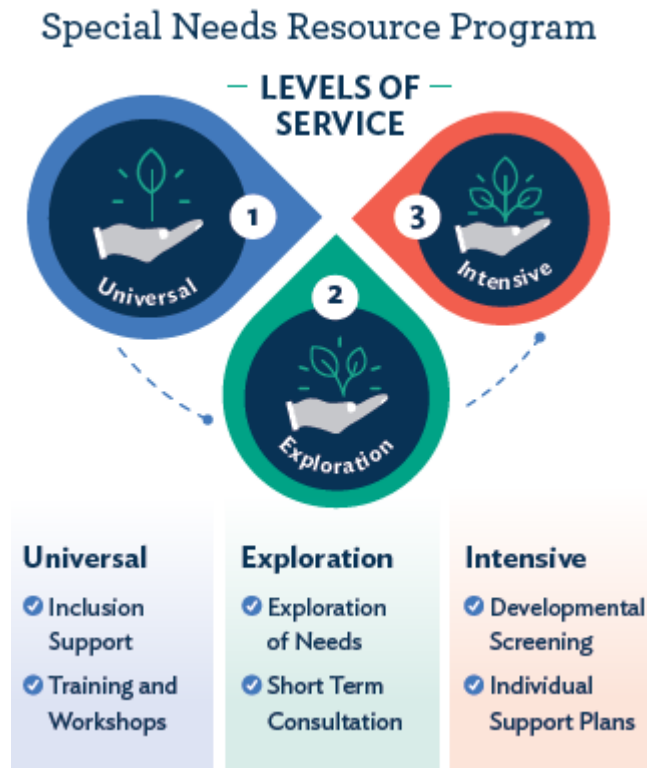 Special Needs Resource Program
LEVELS OF
SERVICE
1
Universal
3
Intensive
2
Exploration
Universal
Inclusion
Support
Training and
Workshops
Exploration
Exploration
of Needs
Short Term
Consultation
Intensive
Developmental
Screening
Individual
Support Plans